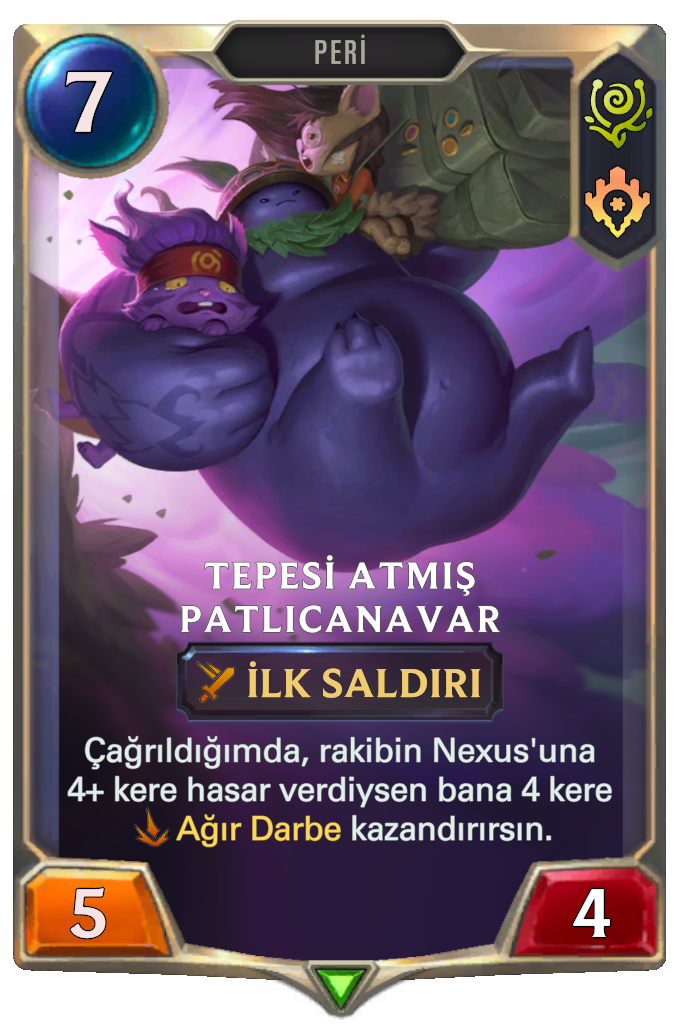 PERİ
7
TEPESİ ATMIŞ
PATLICANAVAR
İLK SALDIRI
Çağrıldığımda, rakibin Nexus'una
4+ kere hasar verdiysen bana 4 kere
Ağır Darbe kazandırırsın.
5
4